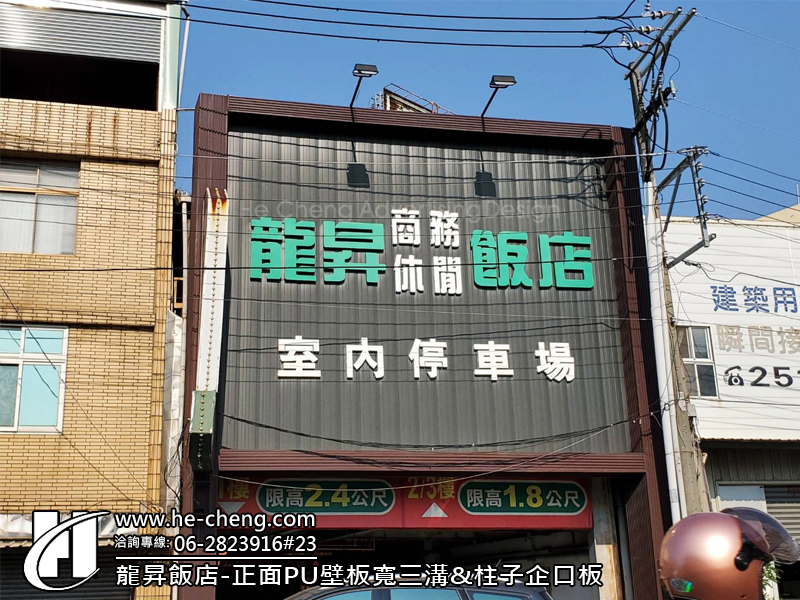 He Cheng Advertising Design
龍昇商務休閒飯店
室內停車場
1樓 限高2.4公尺 2/3樓 限高1.8公尺
建築用
瞬間接
☎251
www.he-cheng.com
洽詢專線: 06-2823916#23
龍昇飯店-正面PU壁板寬三溝&柱子企口板